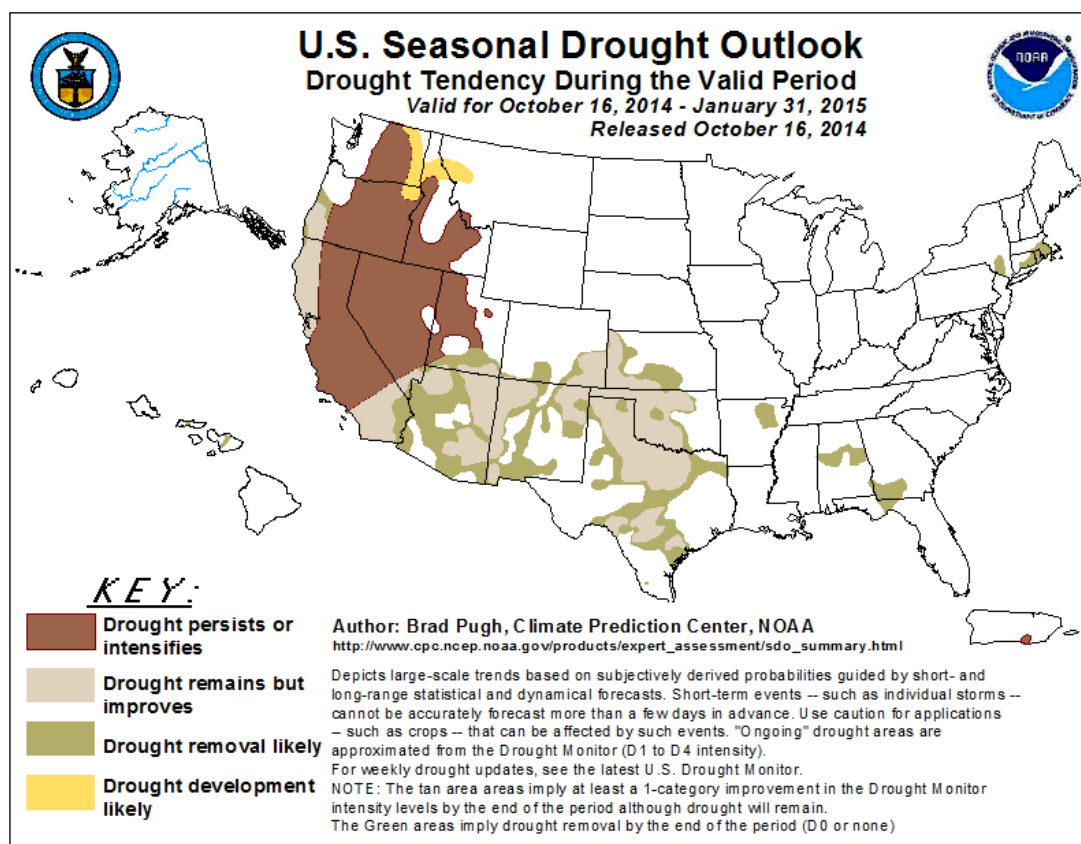 U.S. Seasonal Drought Outlook
Drought Tendency During the Valid Period
Valid for October 16, 2014 - January 31, 2015
Released October 16, 2014
NOAA
KEY:
Drought persists or
intensifies
Drought remains but
improves
Drought removal likely
Drought development
likely
Author: Brad Pugh, Climate Prediction Center, NOAA
http://www.cpc.ncep.noaa.gov/products/expert_assessment/sdo_summary.html
Depicts large-scale trends based on subjectively derived probabilities guided by short- and
long-range statistical and dynamical forecasts. Short-term events -- such as individual storms --
cannot be accurately forecast more than a few days in advance. Use caution for applications
-- such as crops -- that can be affected by such events. "Ongoing" drought areas are
approximated from the Drought Monitor (D1 to D4 intensity).
For weekly drought updates, see the latest U.S. Drought Monitor.
NOTE: The tan area areas imply at least a 1-category improvement in the Drought Monitor
intensity levels by the end of the period although drought will remain.
The Green areas imply drought removal by the end of the period (D0 or none)